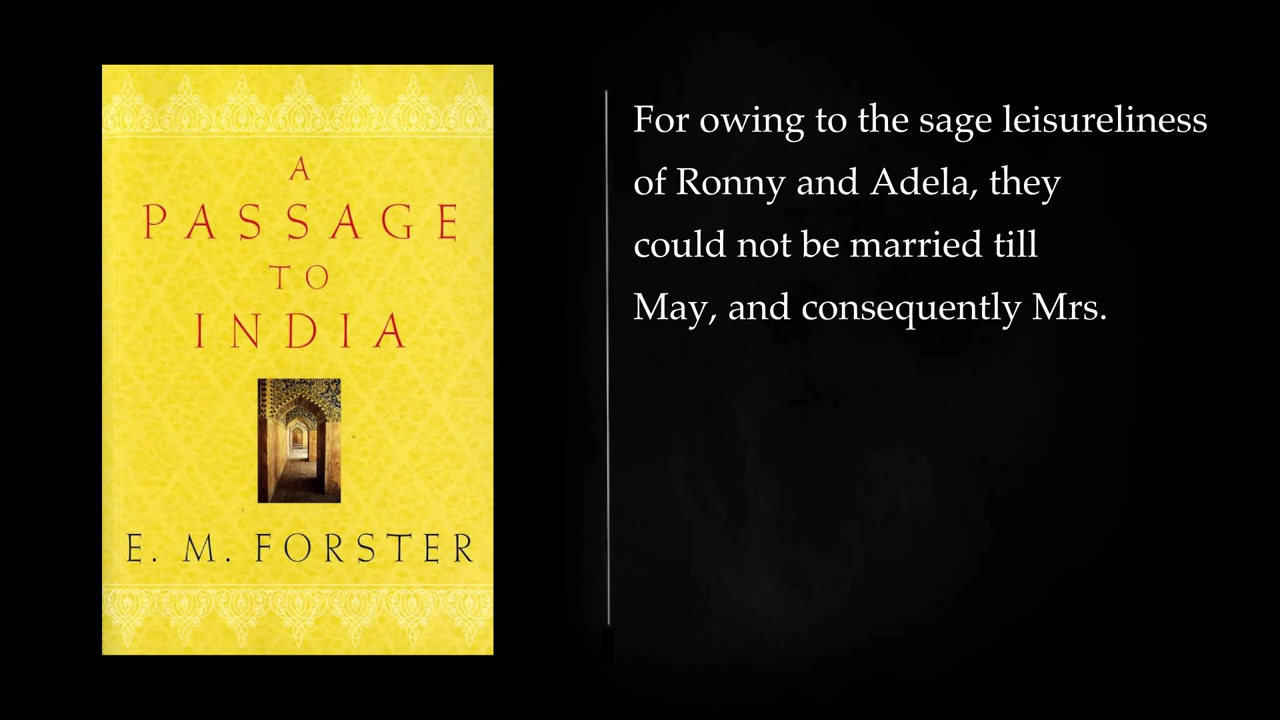 A
PASSAGE
TO
INDIA
E. M. FORSTER
For owing to the sage leisureliness
of Ronny and Adela, they
could not be married till
May, and consequently Mrs.